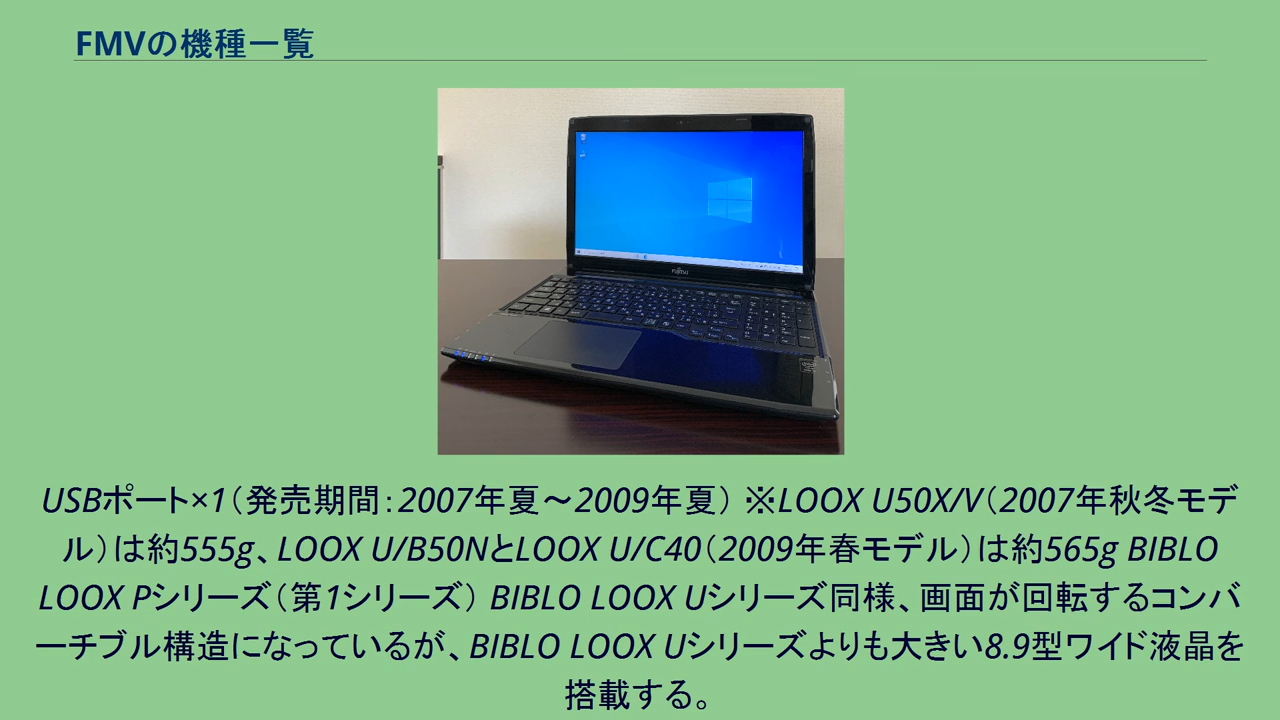 FMVの機種一覧
FUJITSU
USBポート×1（発売期間：2007年夏～2009年夏） ※LOOX U50X/V（2007年秋冬モデ
ル）は約555g、LOOX U/B50NとLOOX U/C40（2009年春モデル）は約565g BIBLO
LOOX Pシリーズ（第1シリーズ） BIBLO LOOX Uシリーズ同様、画面が回転するコンバ
ーチブル構造になっているが、BIBLO LOOX Uシリーズよりも大きい8.9型ワイド液晶を
搭載する。